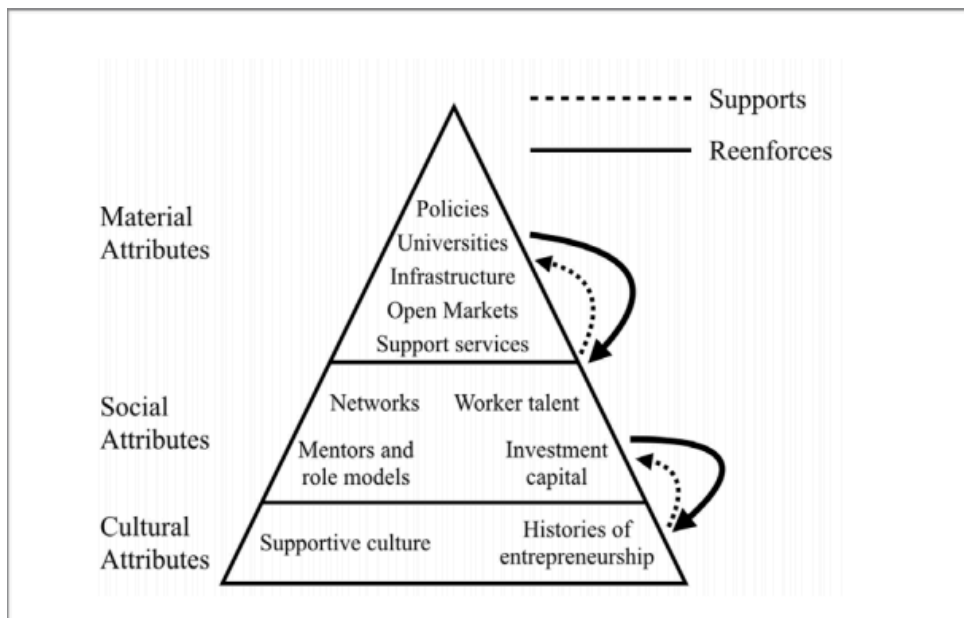 Supports
Reenforces
Material
Attributes
Policies
Universities
Infrastructure
Open Markets
Support services
Social
Attributes
Networks
Worker talent
Mentors and
role models
Investment
capital
Cultural
Attributes
Supportive culture
Histories of
entrepreneurship